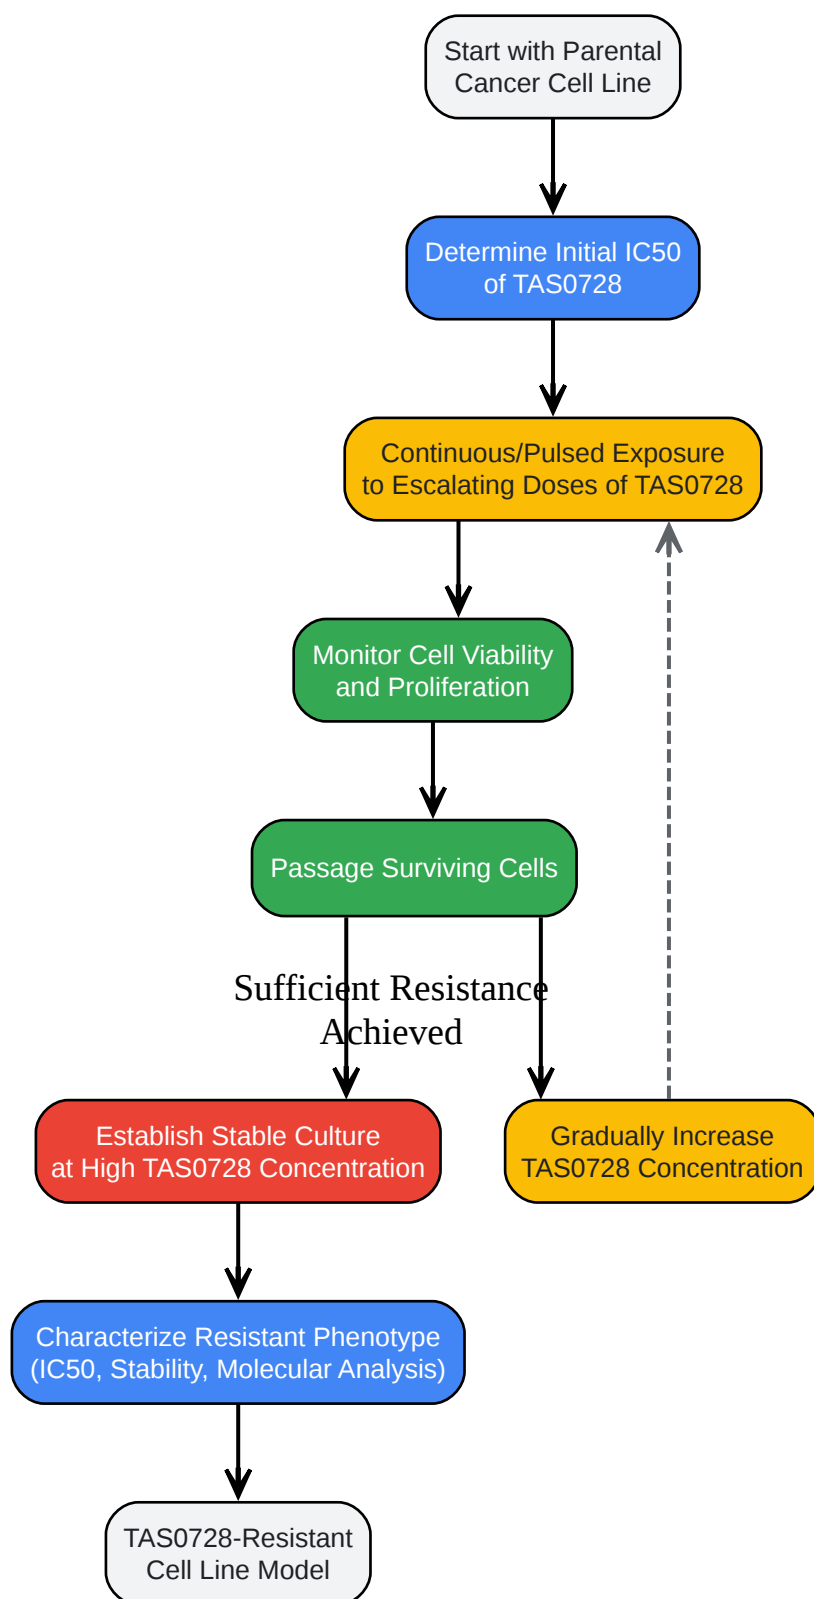 Start with Parental
Cancer Cell Line
Determine Initial IC50
of TAS0728
Continuous/Pulsed Exposure
to Escalating Doses of TAS0728
Monitor Cell Viability
and Proliferation
Passage Surviving Cells
Sufficient Resistance
Achieved
Establish Stable Culture
at High TAS0728 Concentration
Gradually Increase
TAS0728 Concentration
Characterize Resistant Phenotype
(IC50, Stability, Molecular Analysis)
TAS0728-Resistant
Cell Line Model